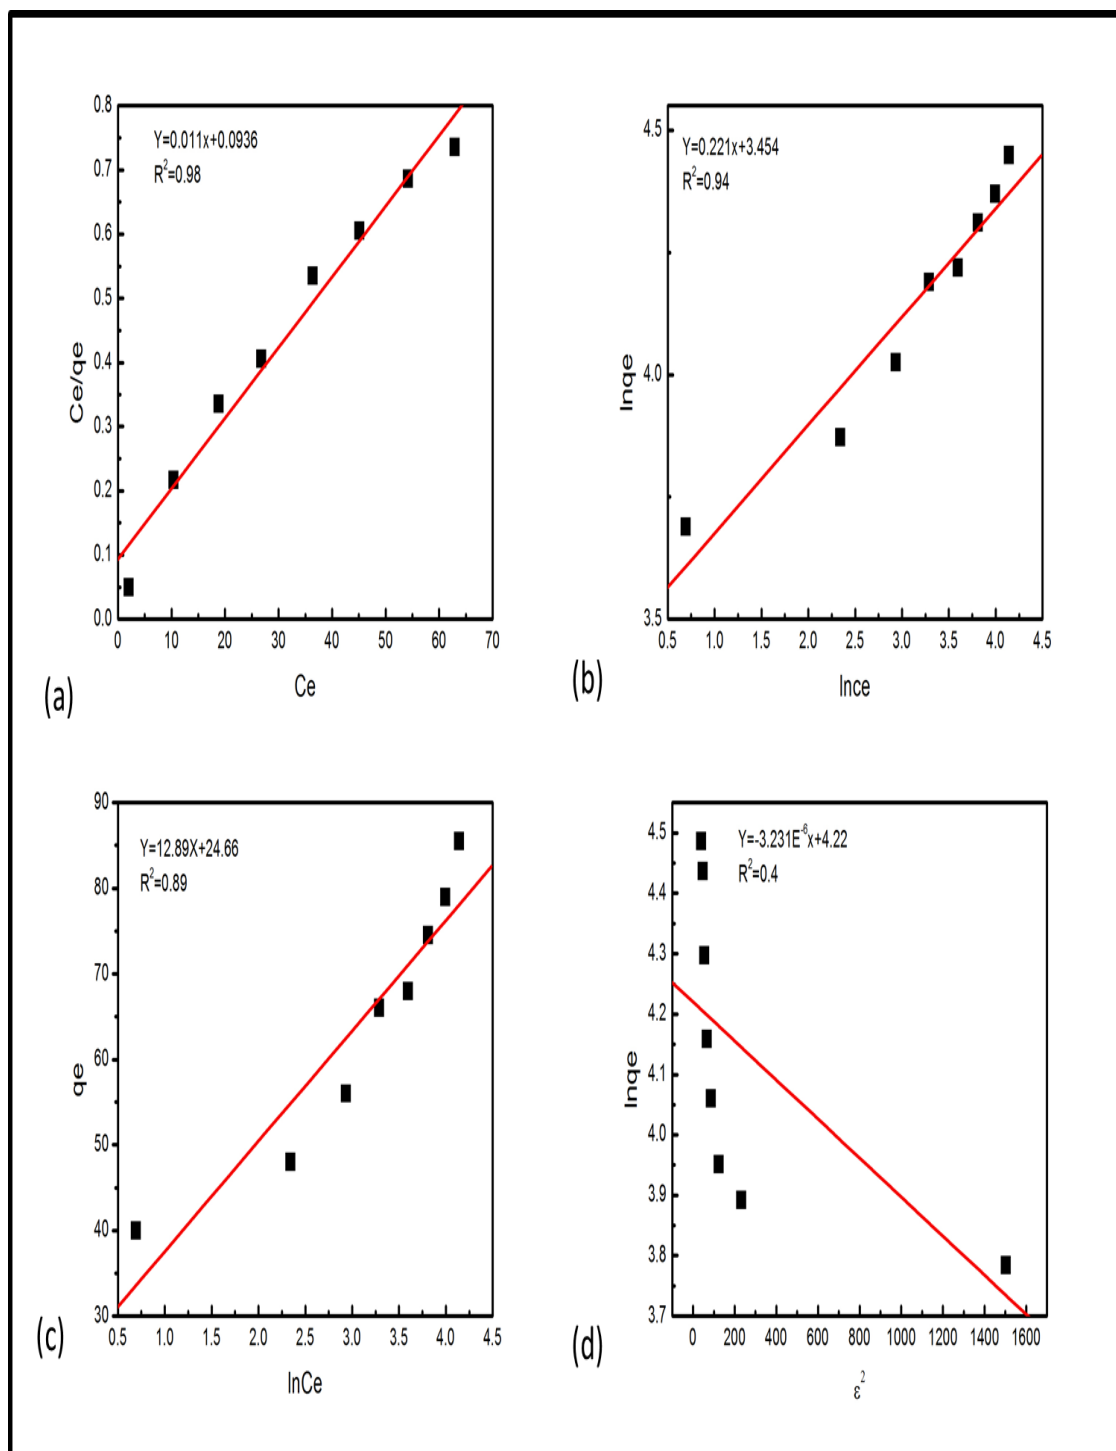 Y=0.011x+0.0936
R²=0.98
0.8
0.7
0.6
0.5
0.4
0.3
0.2
0.1
0.0
Ce/qe
0 10 20 30 40 50 60 70
Ce
(a)
Y=0.221x+3.454
R²=0.94
4.5
4.0
3.5
lnqe
0.5 1.0 1.5 2.0 2.5 3.0 3.5 4.0 4.5
lnce
(b)
Y=12.89X+24.66
R²=0.89
90
80
70
60
50
40
30
qe
0.5 1.0 1.5 2.0 2.5 3.0 3.5 4.0 4.5
lnCe
(c)
Y=-3.231E⁻⁶x+4.22
R²=0.4
4.5
4.4
4.3
4.2
4.1
4.0
3.9
3.8
3.7
lnqe
0 200 400 600 800 1000 1200 1400 1600
ε²
(d)